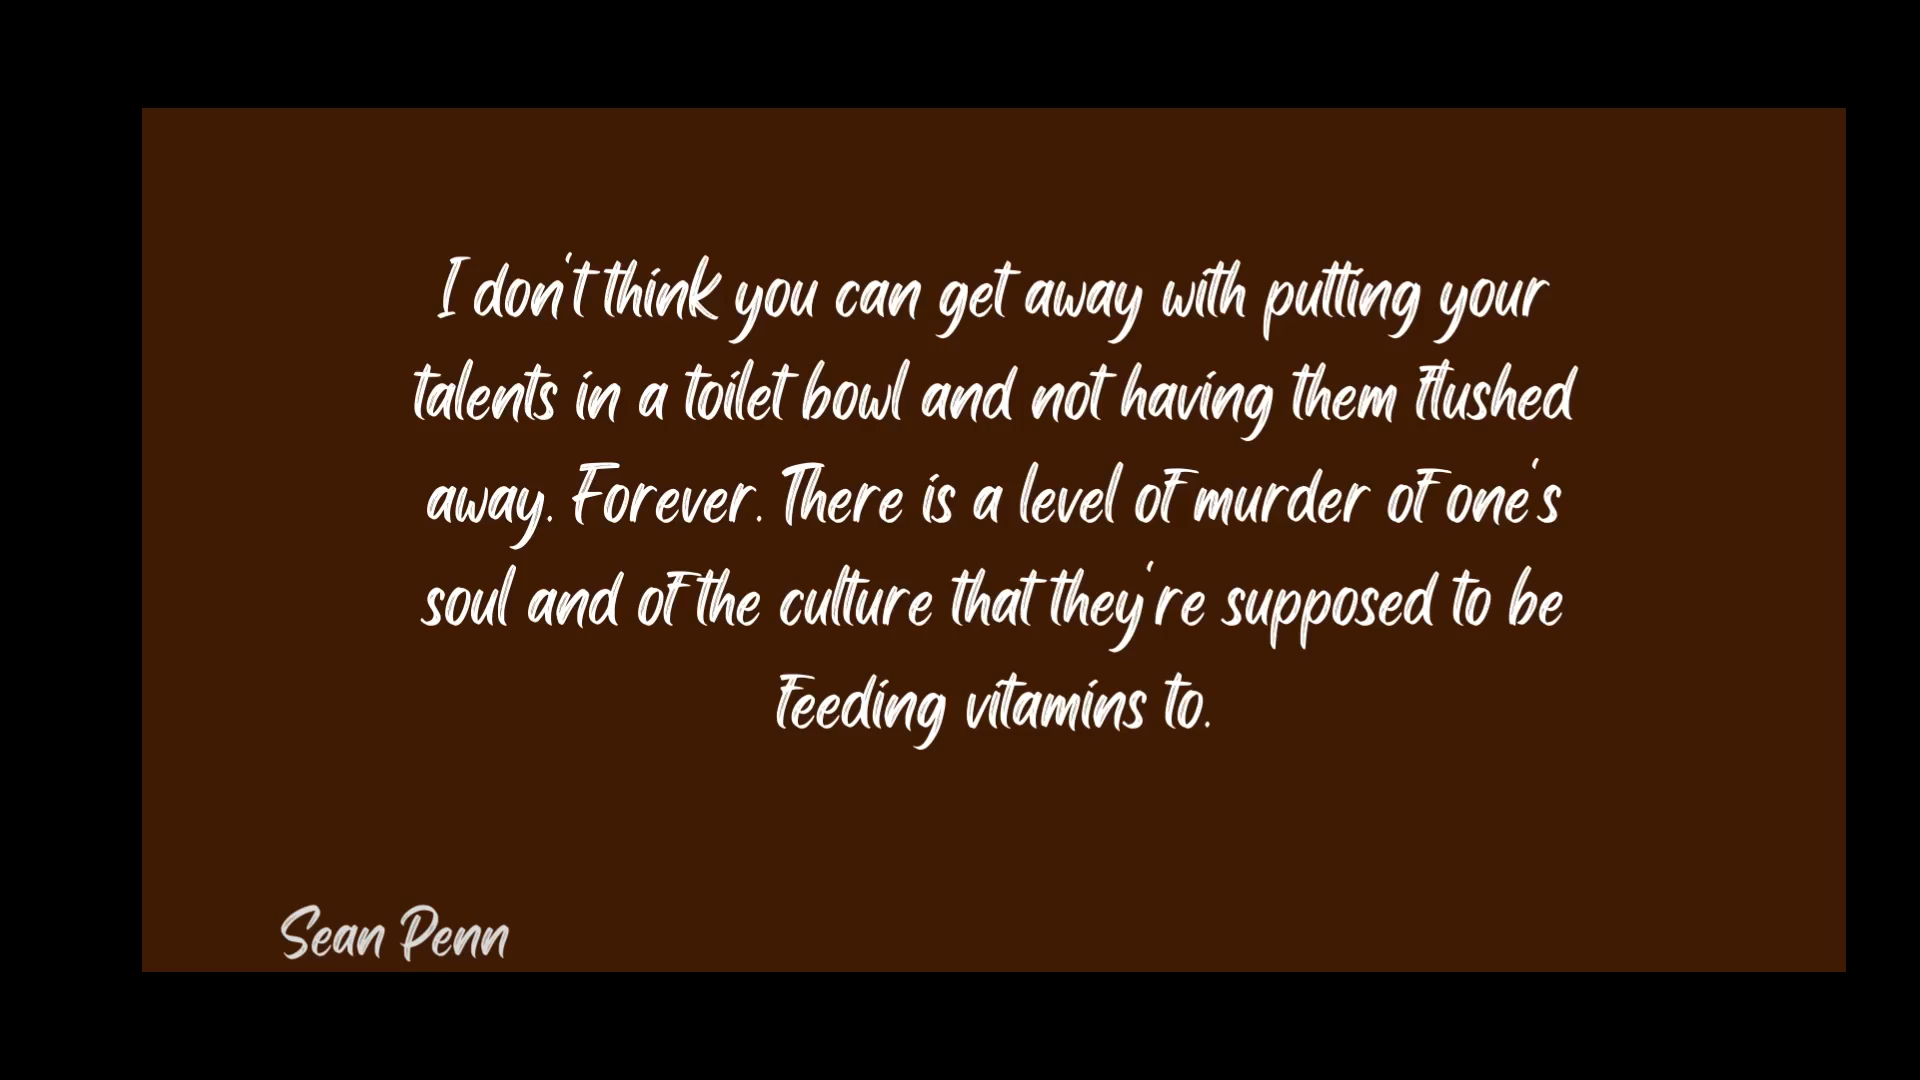 I don't think you can get away with putting your
talents in a toilet bowl and not having them flushed
away. Forever. There is a level of murder of one's
soul and of the culture that they're supposed to be
feeding vitamins to.
Sean Penn